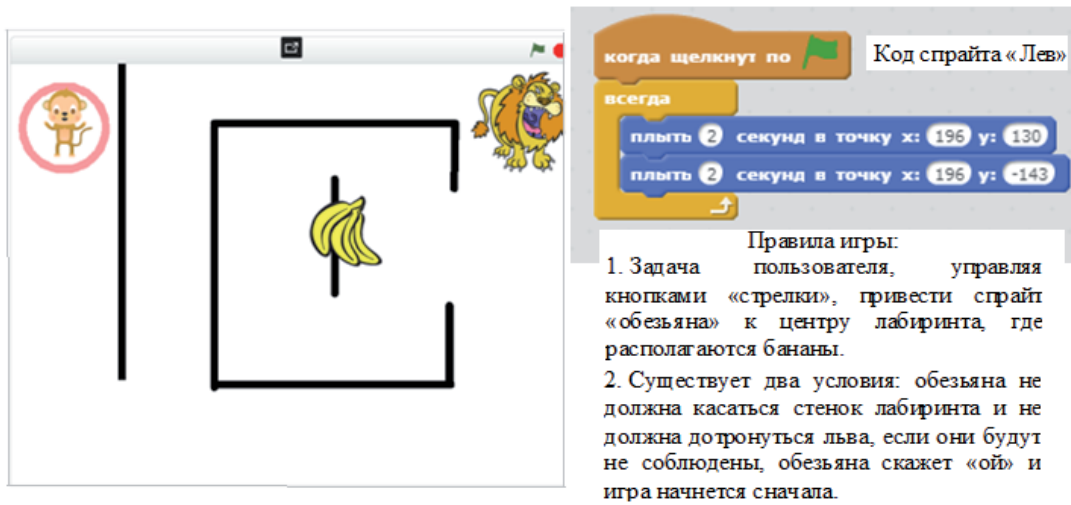 когда щелкнут по
Код спрайта «Лев»
всегда
плыть 2 секунд в точку x: 196 y: 130
плыть 2 секунд в точку x: 196 y: -143
Правила игры:
1. Задача пользователя, управляя
кнопками «стрелки», привести спрайт
«обезьяна» к центру лабиринта, где
располагаются бананы.
2. Существует два условия: обезьяна не
должна касаться стенок лабиринта и не
должна дотронуться льва, если они будут
не соблюдены, обезьяна скажет «ой» и
игра начнется сначала.